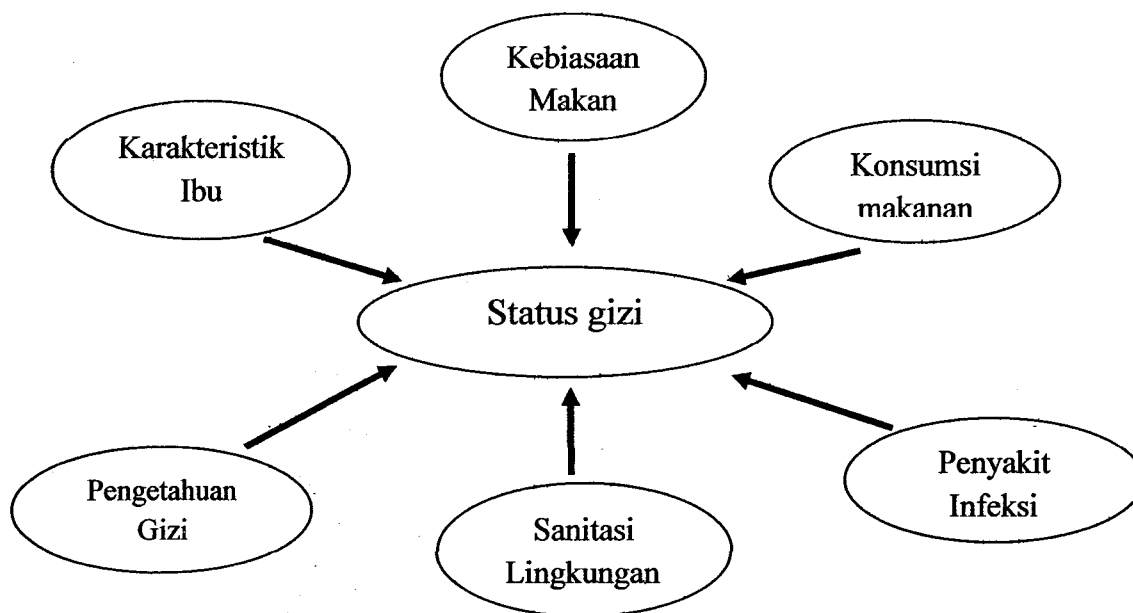 Kebiasaan
Makan
Karakteristik
Ibu
Konsumsi
makanan
Status gizi
Pengetahuan
Gizi
Sanitasi
Lingkungan
Penyakit
Infeksi